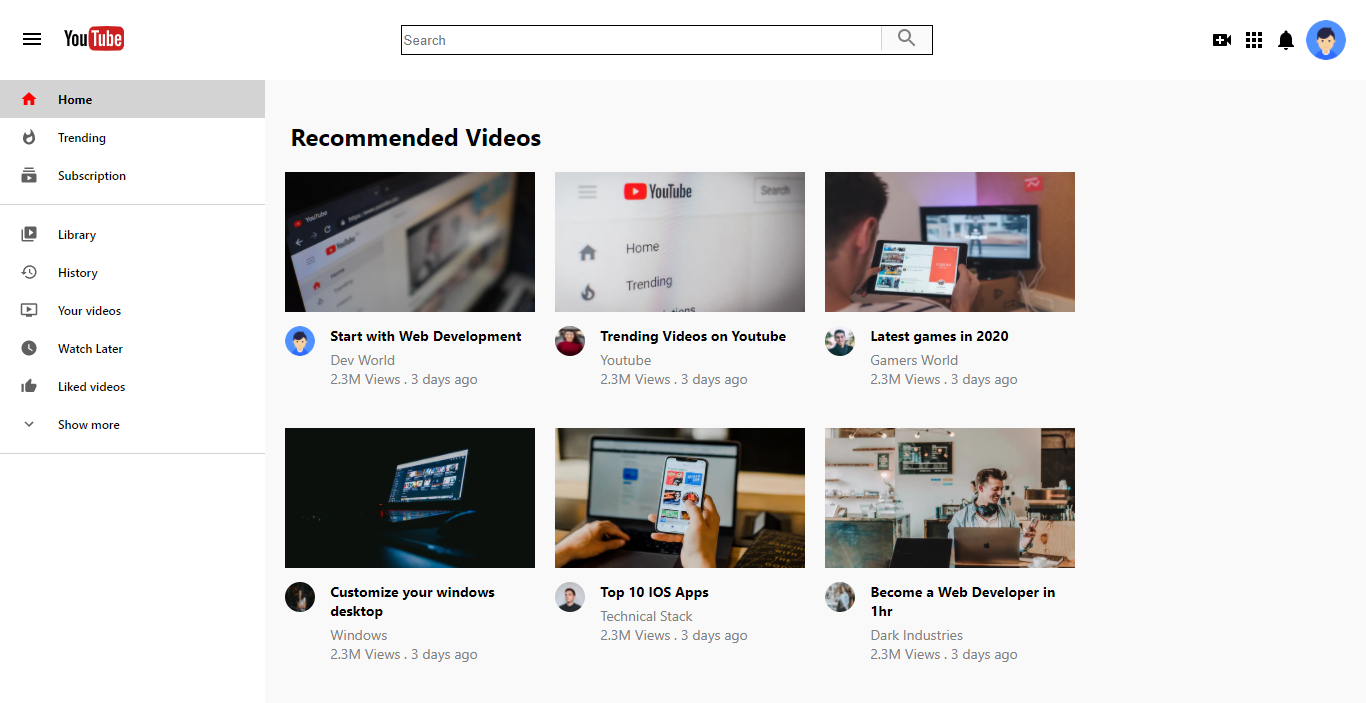 YouTube
Search
Home
Trending
Subscription
Library
History
Your videos
Watch Later
Liked videos
Show more
Recommended Videos
YouTube
YouTube
YouTube
Search
Home
Trending
Start with Web Development
Dev World
2.3M Views . 3 days ago
Trending Videos on Youtube
Youtube
2.3M Views . 3 days ago
Latest games in 2020
Gamers World
2.3M Views . 3 days ago
Customize your windows
desktop
Windows
2.3M Views . 3 days ago
Top 10 IOS Apps
Technical Stack
2.3M Views . 3 days ago
Become a Web Developer in
1hr
Dark Industries
2.3M Views . 3 days ago